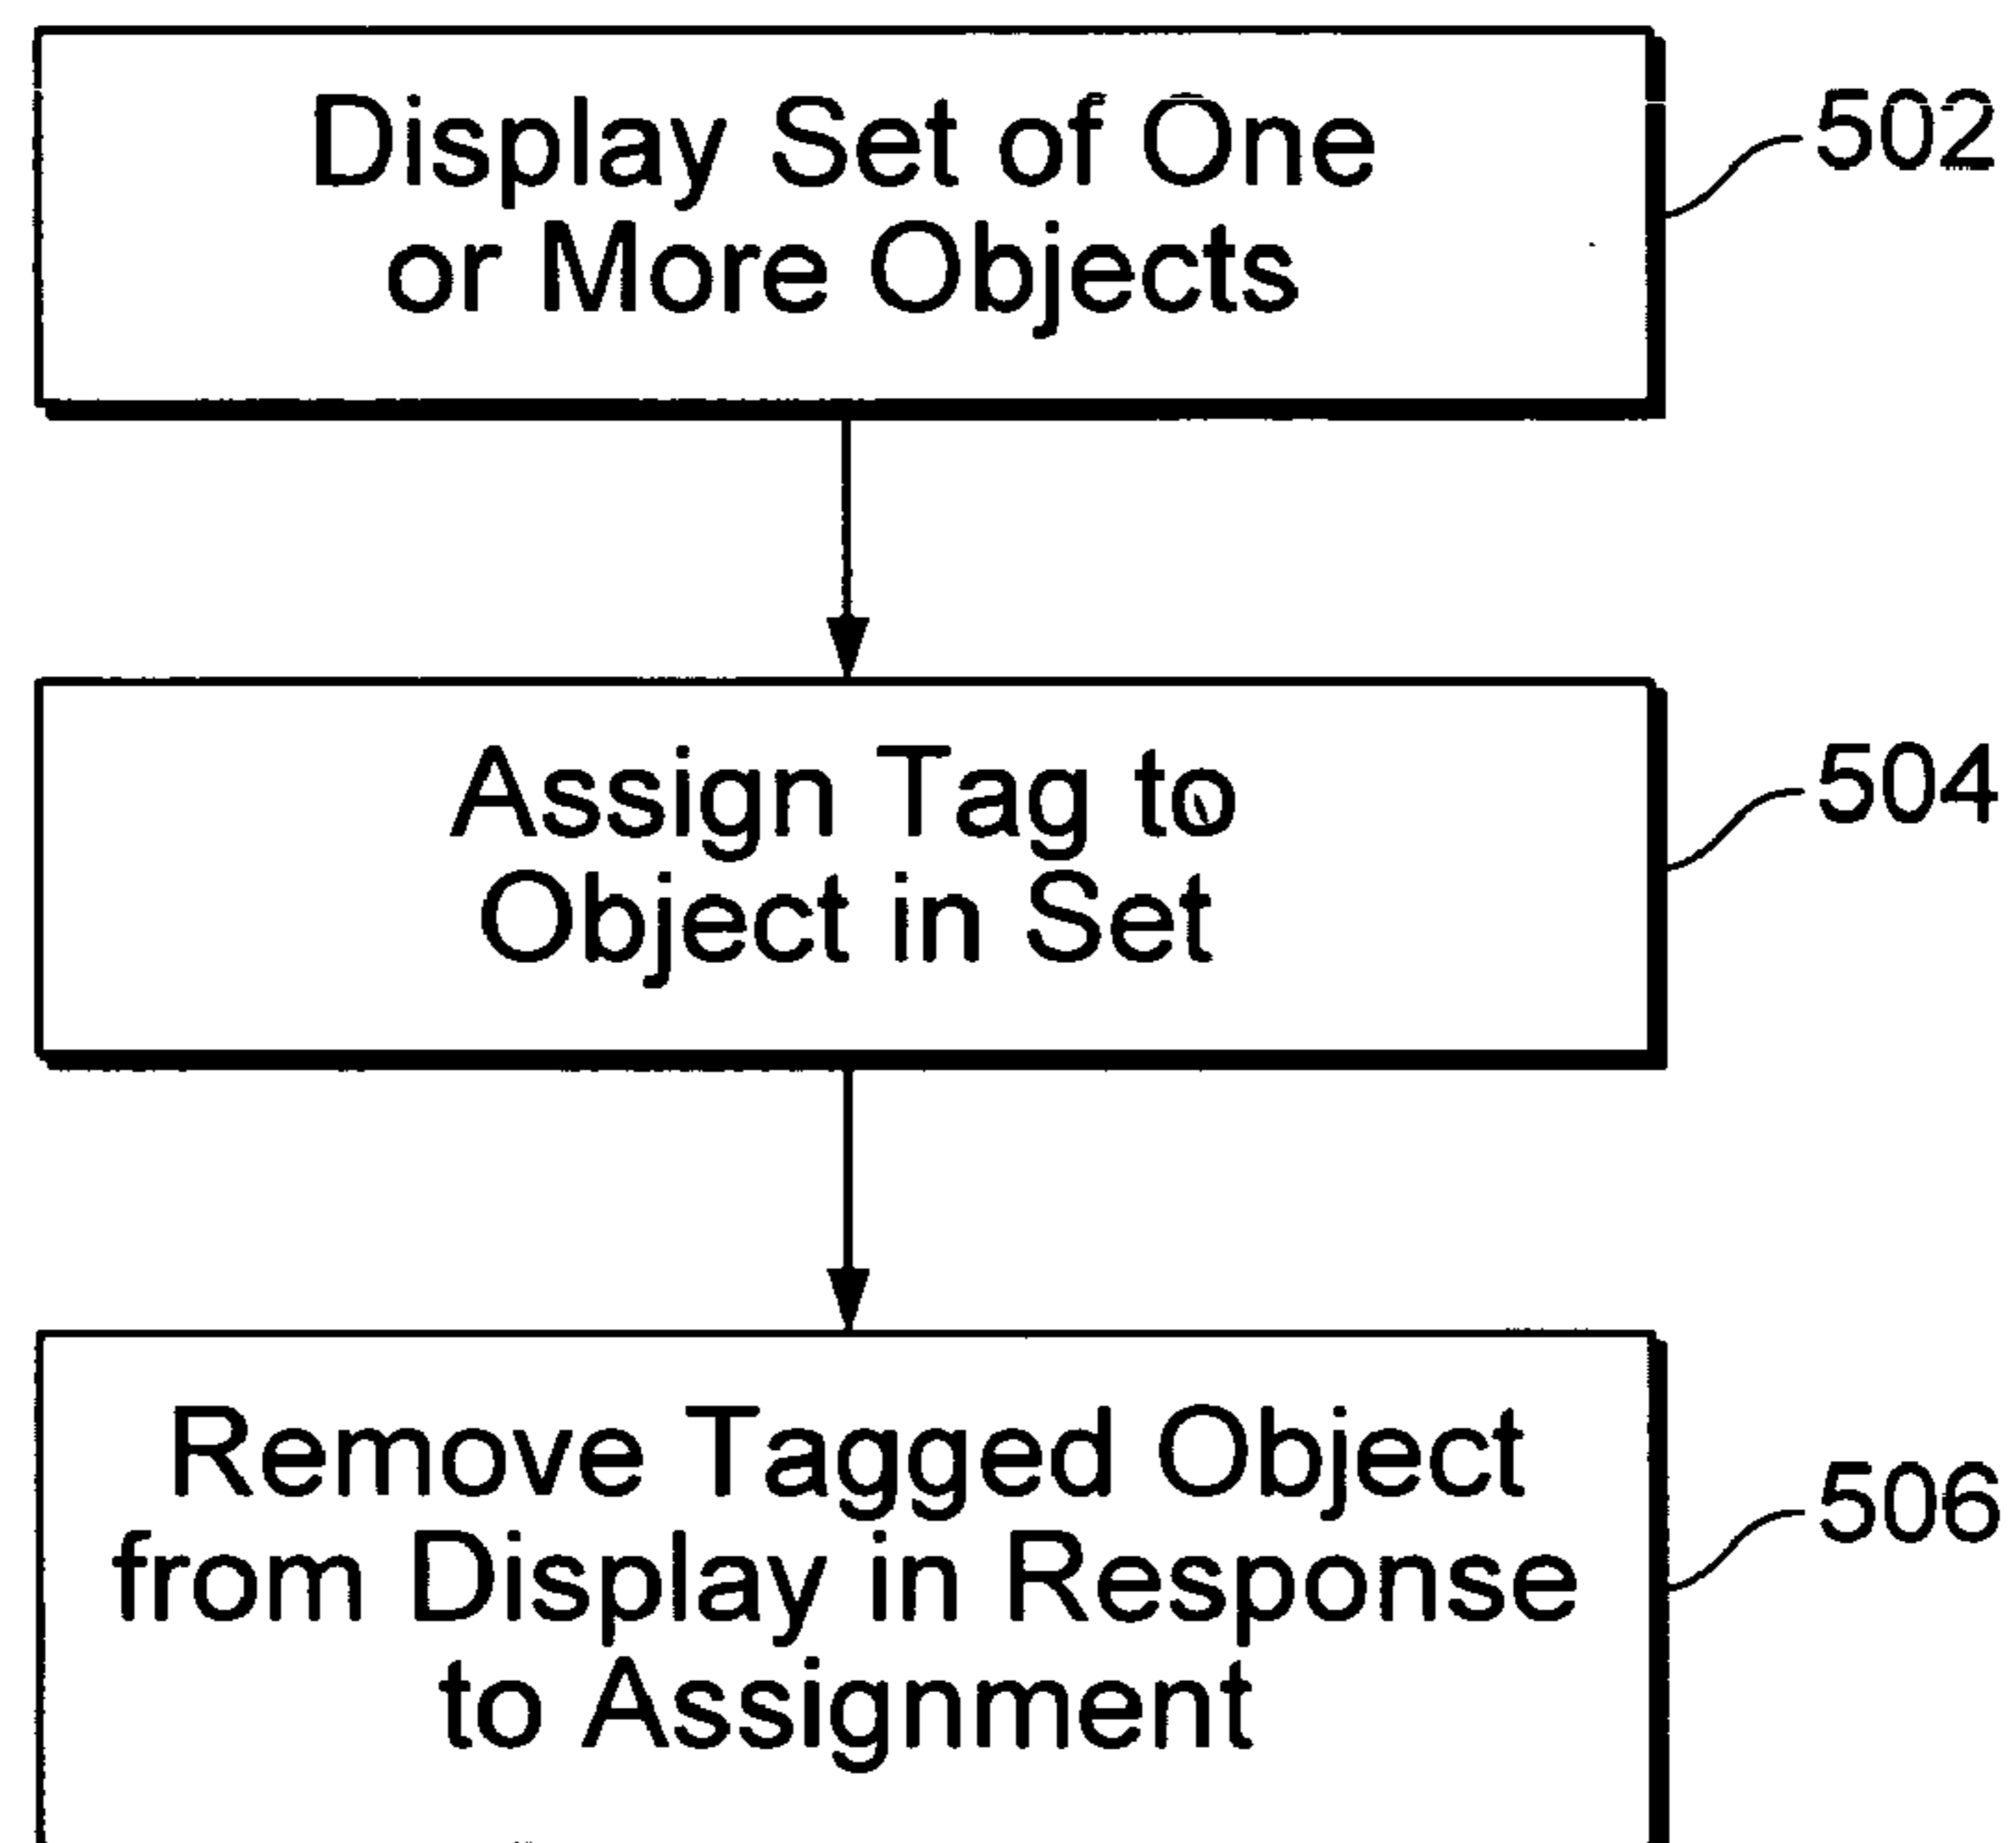 Display Set of One
or More Objects
502
Assign Tag to
Object in Set
504
Remove Tagged Object
from Display in Response
to Assignment
506